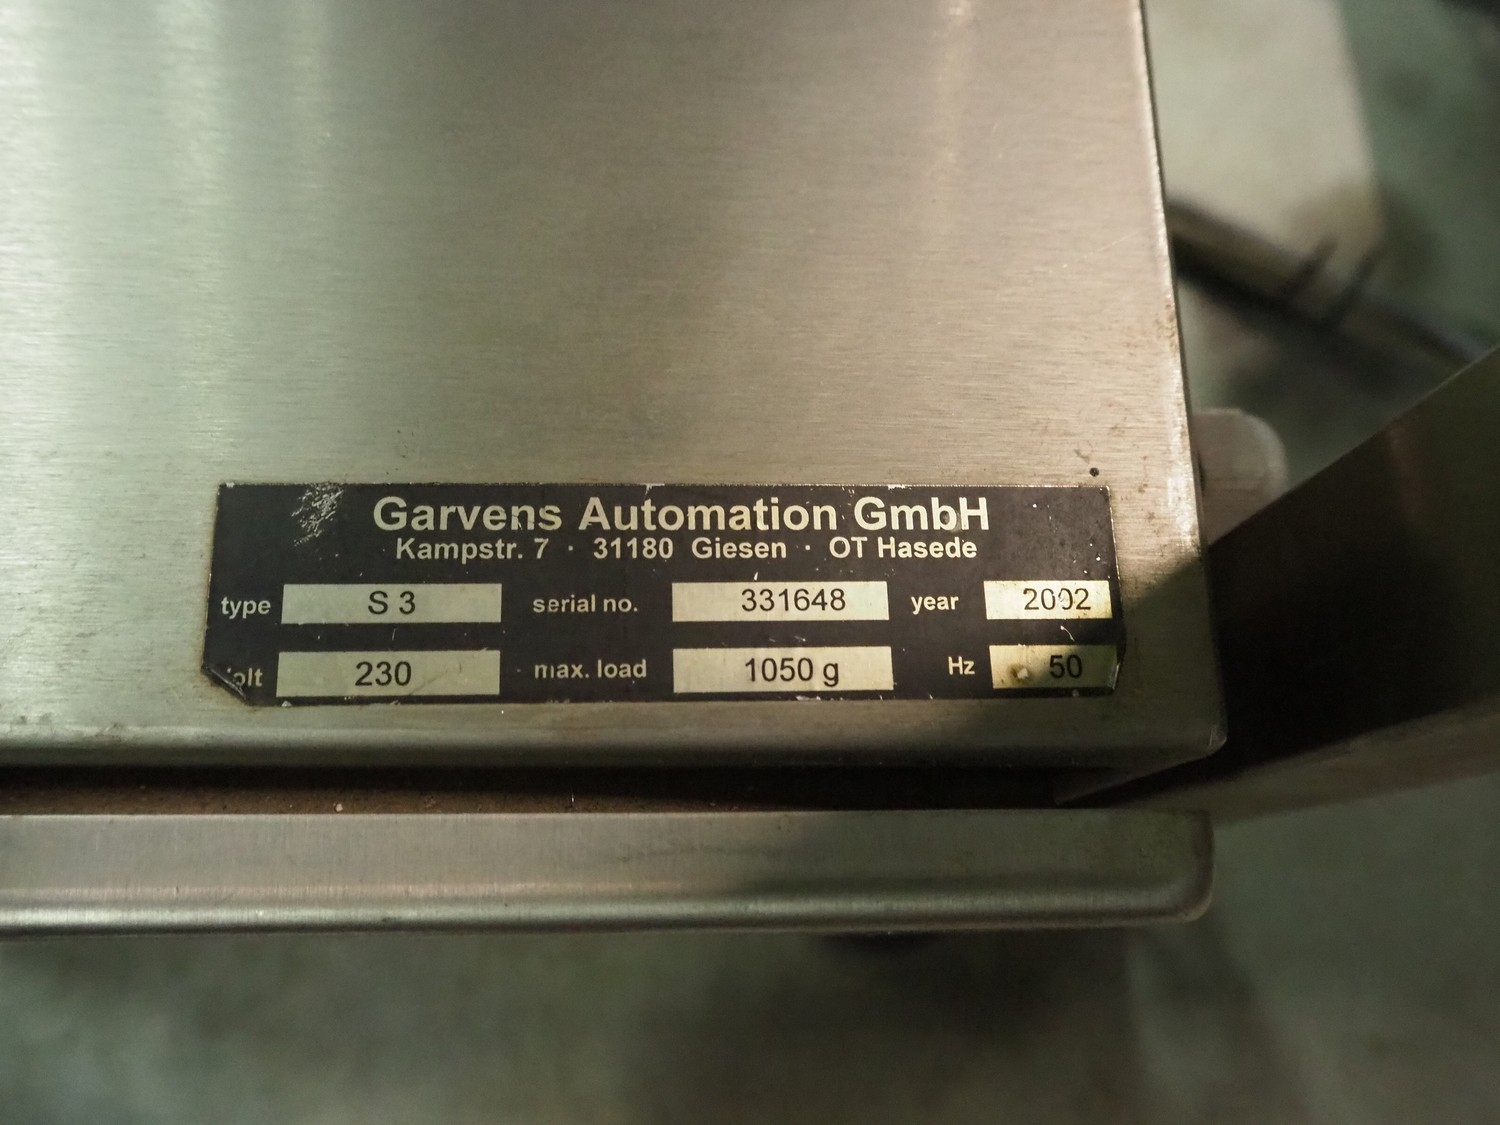 Garvens Automation GmbH
Kampstr. 7 · 31180 Giesen · OT Hasede
type S 3 serial no. 331648 year 2002
Volt 230 max. load 1050 g Hz 50